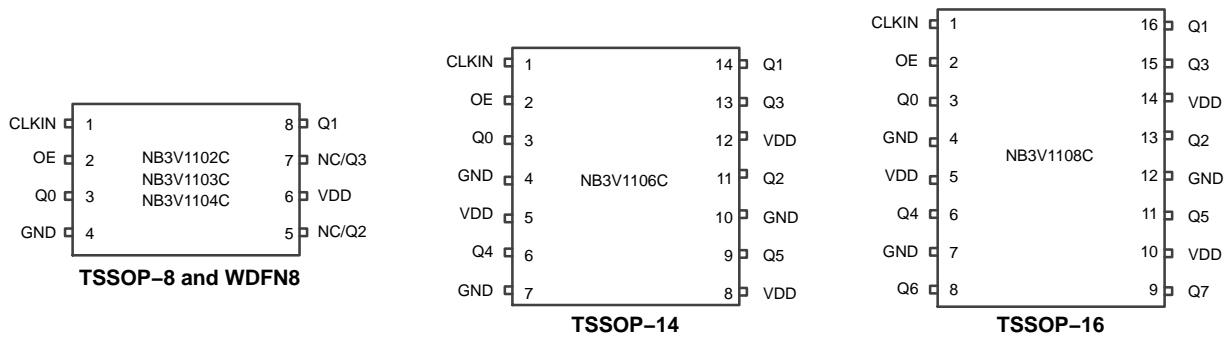 CLKIN 1 8 Q1
OE 2 7 NC/Q3
Q0 3 6 VDD
GND 4 5 NC/Q2
NB3V1102C
NB3V1103C
NB3V1104C
TSSOP−8 and WDFN8
CLKIN 1 14 Q1
OE 2 13 Q3
Q0 3 12 VDD
GND 4 NB3V1106C 11 Q2
VDD 5 10 GND
Q4 6 9 Q5
GND 7 8 VDD
TSSOP−14
CLKIN 1 16 Q1
OE 2 15 Q3
Q0 3 14 VDD
GND 4 13 Q2
NB3V1108C
VDD 5 12 GND
Q4 6 11 Q5
GND 7 10 VDD
Q6 8 9 Q7
TSSOP−16